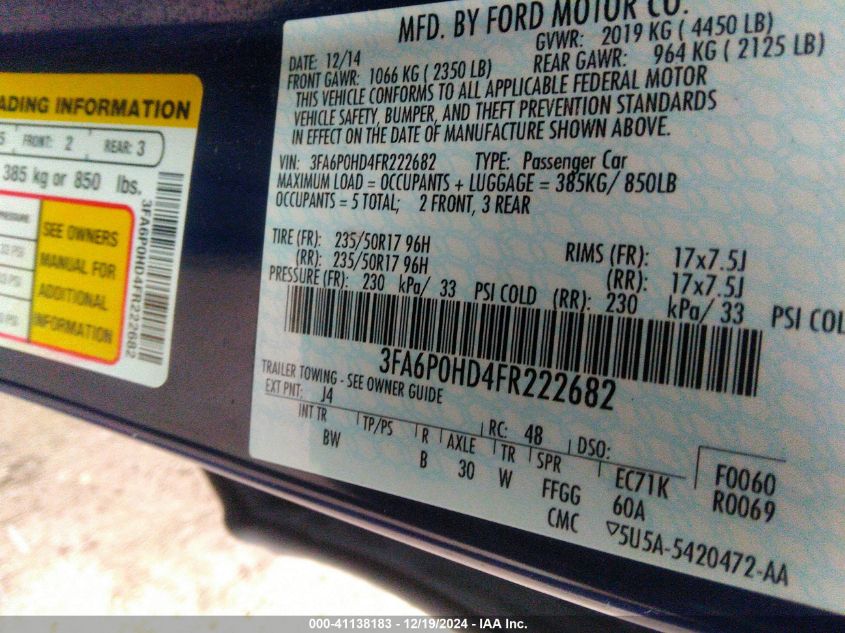 MFD. BY FORD MOTOR CO.
DATE: 12/14 GVWR: 2019 KG ( 4450 LB)
FRONT GAWR: 1066 KG ( 2350 LB) REAR GAWR: 964 KG ( 2125 LB)
THIS VEHICLE CONFORMS TO ALL APPLICABLE FEDERAL MOTOR
VEHICLE SAFETY, BUMPER, AND THEFT PREVENTION STANDARDS
IN EFFECT ON THE DATE OF MANUFACTURE SHOWN ABOVE.
VIN: 3FA6P0HD4FR222682 TYPE: Passenger Car
MAXIMUM LOAD = OCCUPANTS + LUGGAGE = 385KG/ 850LB
OCCUPANTS = 5 TOTAL; 2 FRONT, 3 REAR
TIRE (FR): 235/50R17 96H RIMS (FR): 17x7.5J
(RR): 235/50R17 96H (RR): 17x7.5J
PRESSURE (FR): 230 kPa/ 33 PSI COLD (RR): 230 kPa/ 33 PSI COL
3FA6P0HD4FR222682
TRAILER TOWING - SEE OWNER GUIDE
EXT PNT: J4 RC: 48 DSO:
INT TR TP/PS R AXLE TR SPR EC71K F0060
BW B 30 W FFGG 60A R0069
CMC ▽5U5A-5420472-AA
ADING INFORMATION
5 FRONT: 2 REAR: 3
385 kg or 850 lbs.
SEE OWNERS
MANUAL FOR
ADDITIONAL
INFORMATION
3FA6P0HD4FR222682
000-41138183 - 12/19/2024 - IAA Inc.